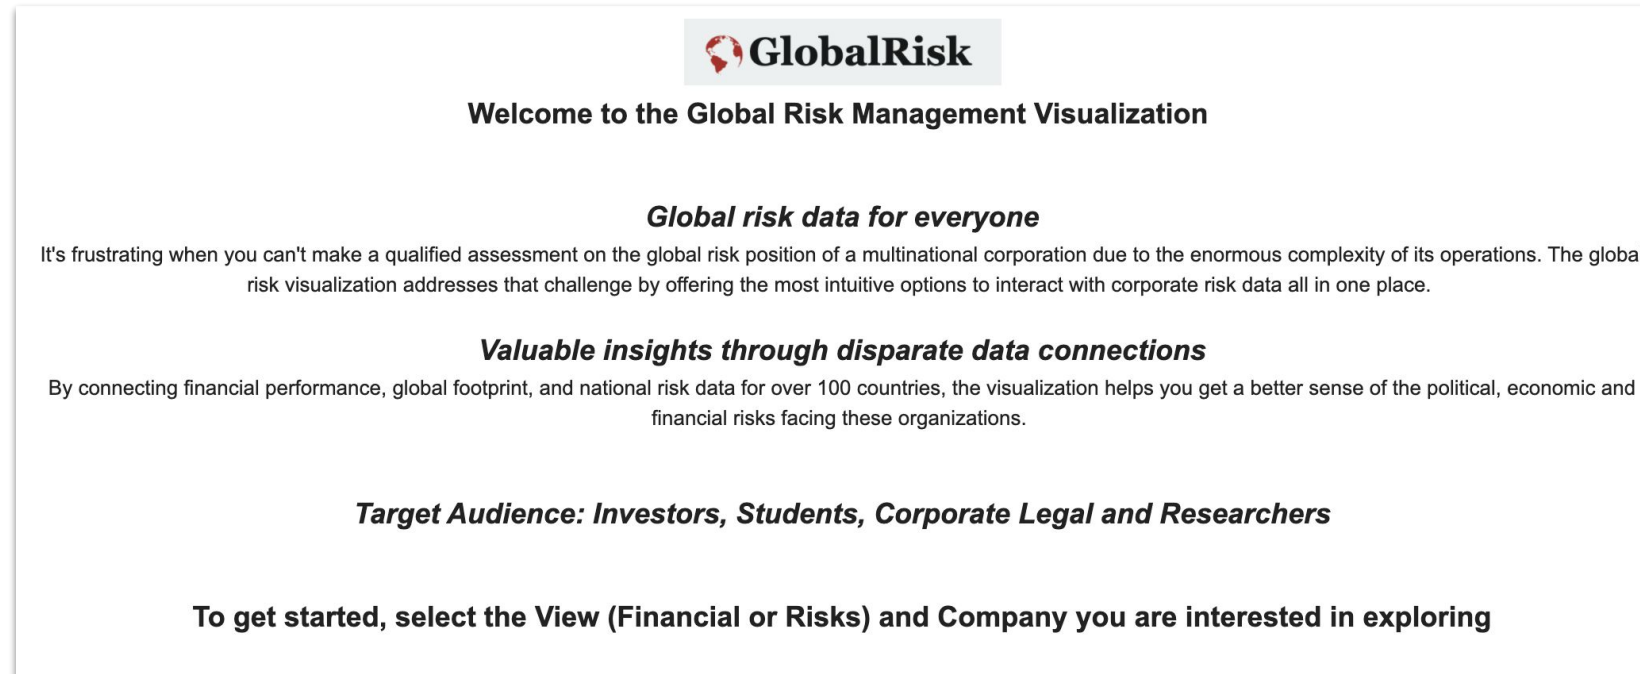 GlobalRisk
Welcome to the Global Risk Management Visualization
Global risk data for everyone
It's frustrating when you can't make a qualified assessment on the global risk position of a multinational corporation due to the enormous complexity of its operations. The globa
risk visualization addresses that challenge by offering the most intuitive options to interact with corporate risk data all in one place.
Valuable insights through disparate data connections
By connecting financial performance, global footprint, and national risk data for over 100 countries, the visualization helps you get a better sense of the political, economic and
financial risks facing these organizations.
Target Audience: Investors, Students, Corporate Legal and Researchers
To get started, select the View (Financial or Risks) and Company you are interested in exploring